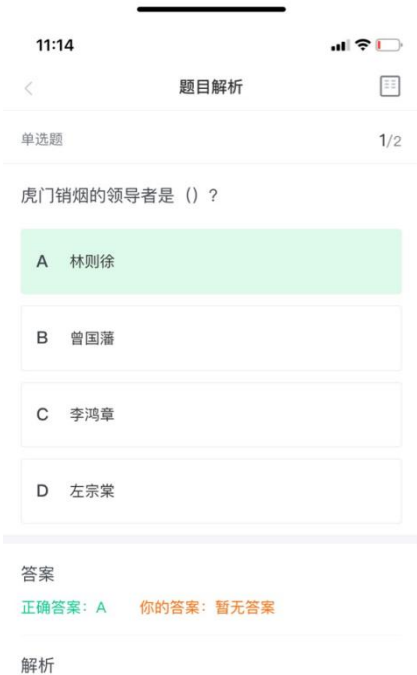 11:14
题目解析
单选题 1/2
虎门销烟的领导者是（）?
A 林则徐
B 曾国藩
C 李鸿章
D 左宗棠
答案
正确答案：A 你的答案：暂无答案
解析